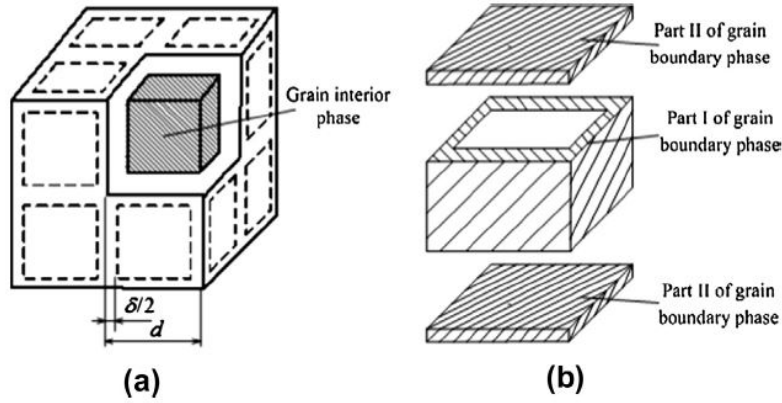 Grain interior
phase
δ/2
d
(a)
Part II of grain
boundary phase
Part I of grain
boundary phase
Part II of grain
boundary phase
(b)